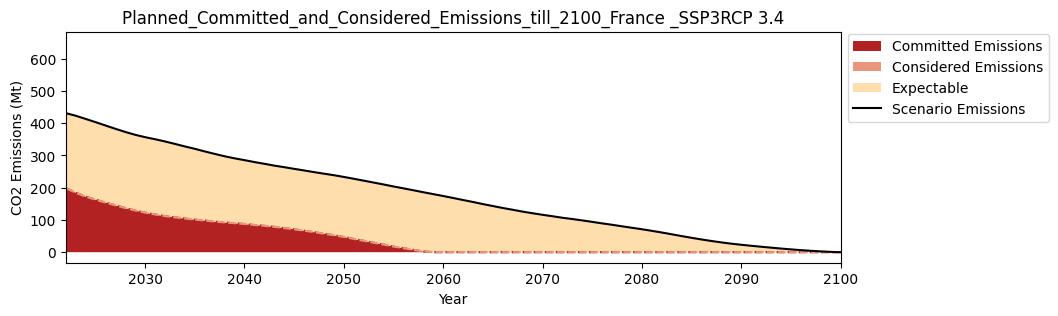 Planned_Committed_and_Considered_Emissions_till_2100_France _SSP3RCP 3.4
Committed Emissions
Considered Emissions
Expectable
Scenario Emissions
CO2 Emissions (Mt)
600
500
400
300
200
100
0
2030 2040 2050 2060 2070 2080 2090 2100
Year